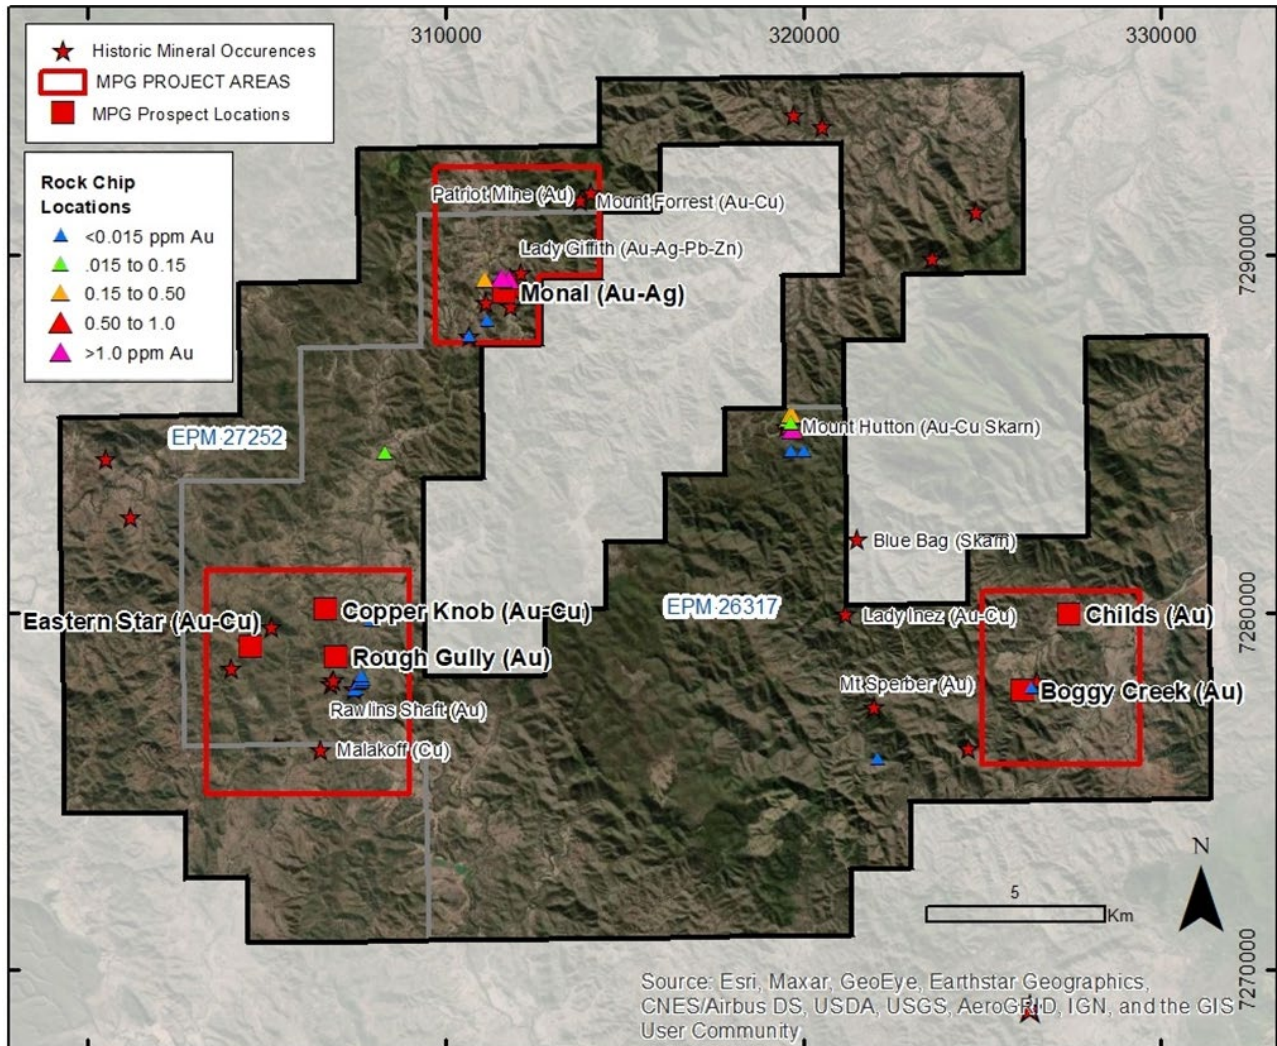 310000
320000
330000
Historic Mineral Occurences
MPG PROJECT AREAS
MPG Prospect Locations
Rock Chip
Locations
<0.015 ppm Au
.015 to 0.15
0.15 to 0.50
0.50 to 1.0
>1.0 ppm Au
Patriot Mine (Au)
Mount Forrest (Au-Cu)
Lady Giffith (Au-Ag-Pb-Zn)
Monal (Au-Ag)
7290000
EPM 27252
Mount Hutton (Au-Cu Skarn)
Blue Bag (Skarn)
EPM 26317
Copper Knob (Au-Cu)
Eastern Star (Au-Cu)
Lady Inez (Au-Cu)
Childs (Au)
7280000
Rough Gully (Au)
Mt Sperber (Au)
Boggy Creek (Au)
Rawlins Shaft (Au)
Malakoff (Cu)
N
5
Km
7270000
Source: Esri, Maxar, GeoEye, Earthstar Geographics,
CNES/Airbus DS, USDA, USGS, AeroGRID, IGN, and the GIS
User Community